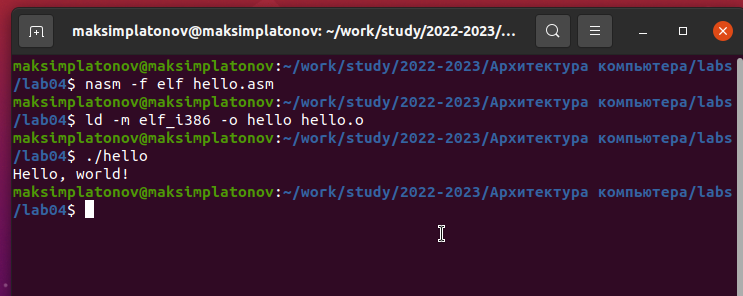 maksimplatonov@maksimplatonov: ~/work/study/2022-2023/...
maksimplatonov@maksimplatonov:~/work/study/2022-2023/Архитектура компьютера/labs
/lab04$ nasm -f elf hello.asm
maksimplatonov@maksimplatonov:~/work/study/2022-2023/Архитектура компьютера/labs
/lab04$ ld -m elf_i386 -o hello hello.o
maksimplatonov@maksimplatonov:~/work/study/2022-2023/Архитектура компьютера/labs
/lab04$ ./hello
Hello, world!
maksimplatonov@maksimplatonov:~/work/study/2022-2023/Архитектура компьютера/labs
/lab04$